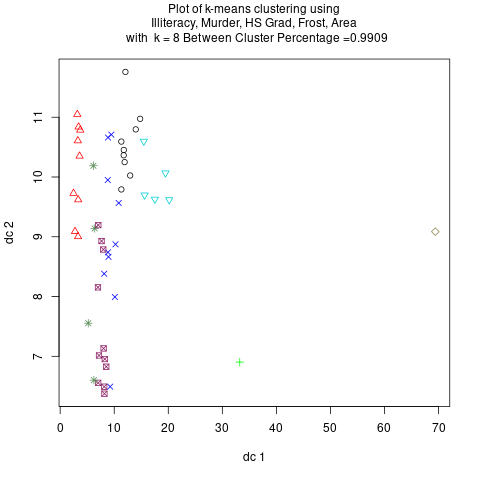 Plot of k-means clustering using
Illiteracy, Murder, HS Grad, Frost, Area
with k = 8 Between Cluster Percentage =0.9909
dc 2
11
10
9
8
7
0 10 20 30 40 50 60 70
dc 1